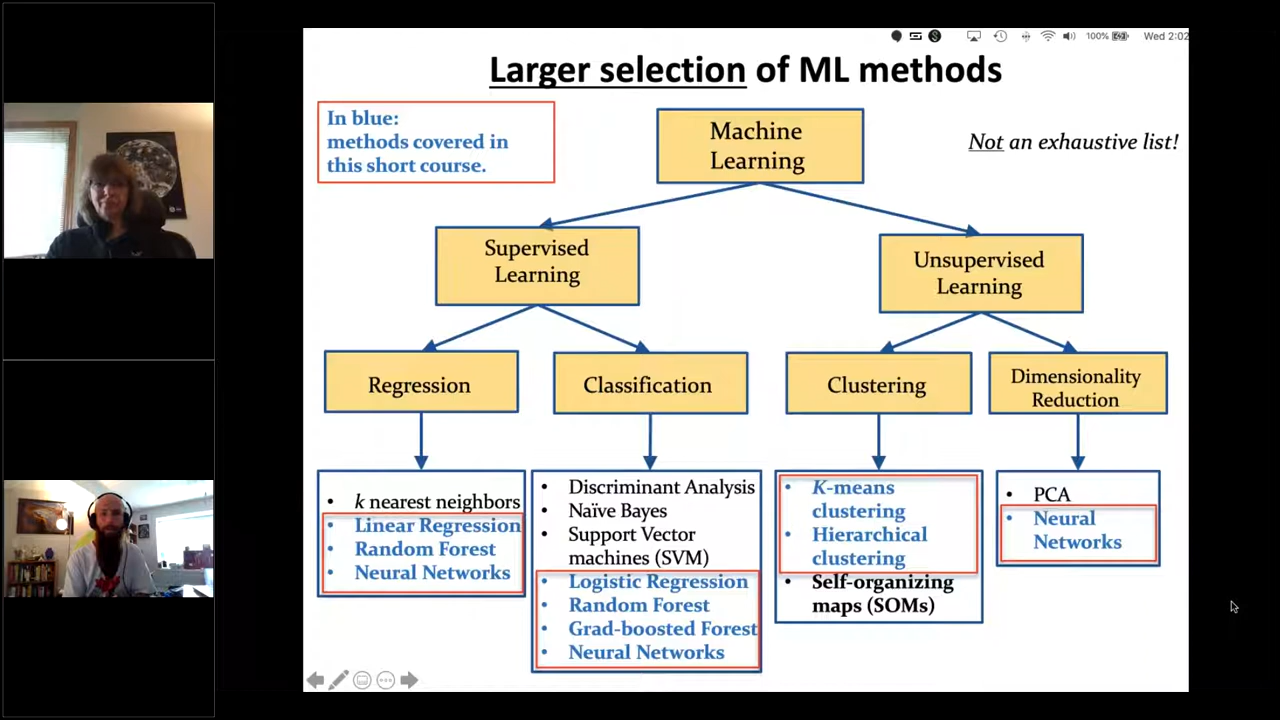 100%
Wed 2:02
Larger selection of ML methods
In blue:
methods covered in
this short course.
Machine
Learning
Not an exhaustive list!
Supervised
Learning
Unsupervised
Learning
Regression
Classification
Clustering
Dimensionality
Reduction
• k nearest neighbors
• Linear Regression
• Random Forest
• Neural Networks
• Discriminant Analysis
• Naïve Bayes
• Support Vector
machines (SVM)
• Logistic Regression
• Random Forest
• Grad-boosted Forest
• Neural Networks
• K-means
clustering
• Hierarchical
clustering
• Self-organizing
maps (SOMs)
• PCA
• Neural
Networks